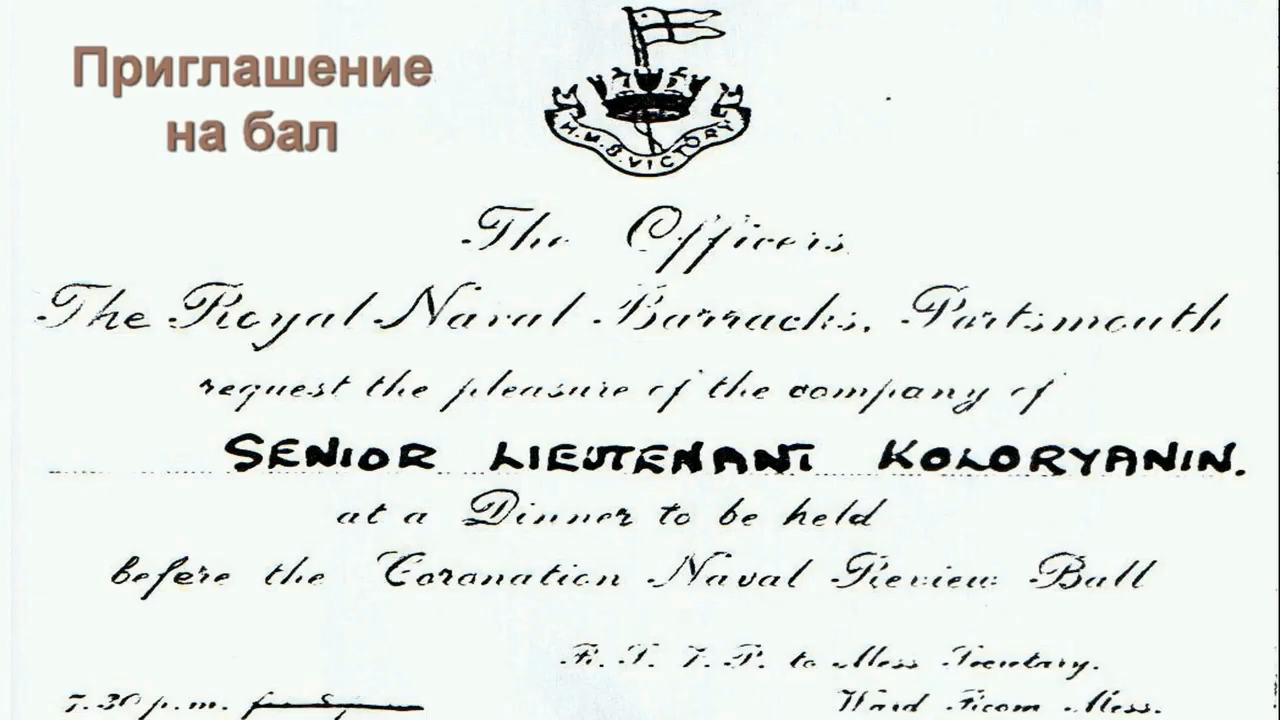 Приглашение
на бал
H.M.S. VICTORY
The Officers
The Royal Naval Barracks, Portsmouth
request the pleasure of the company of
SENIOR LIEUTENANT KOLORYANIN.
at a Dinner to be held
before the Coronation Naval Review Ball
R. S. V. P. to Mess Secretary.
7.30 p.m.
Ward Room Mess.